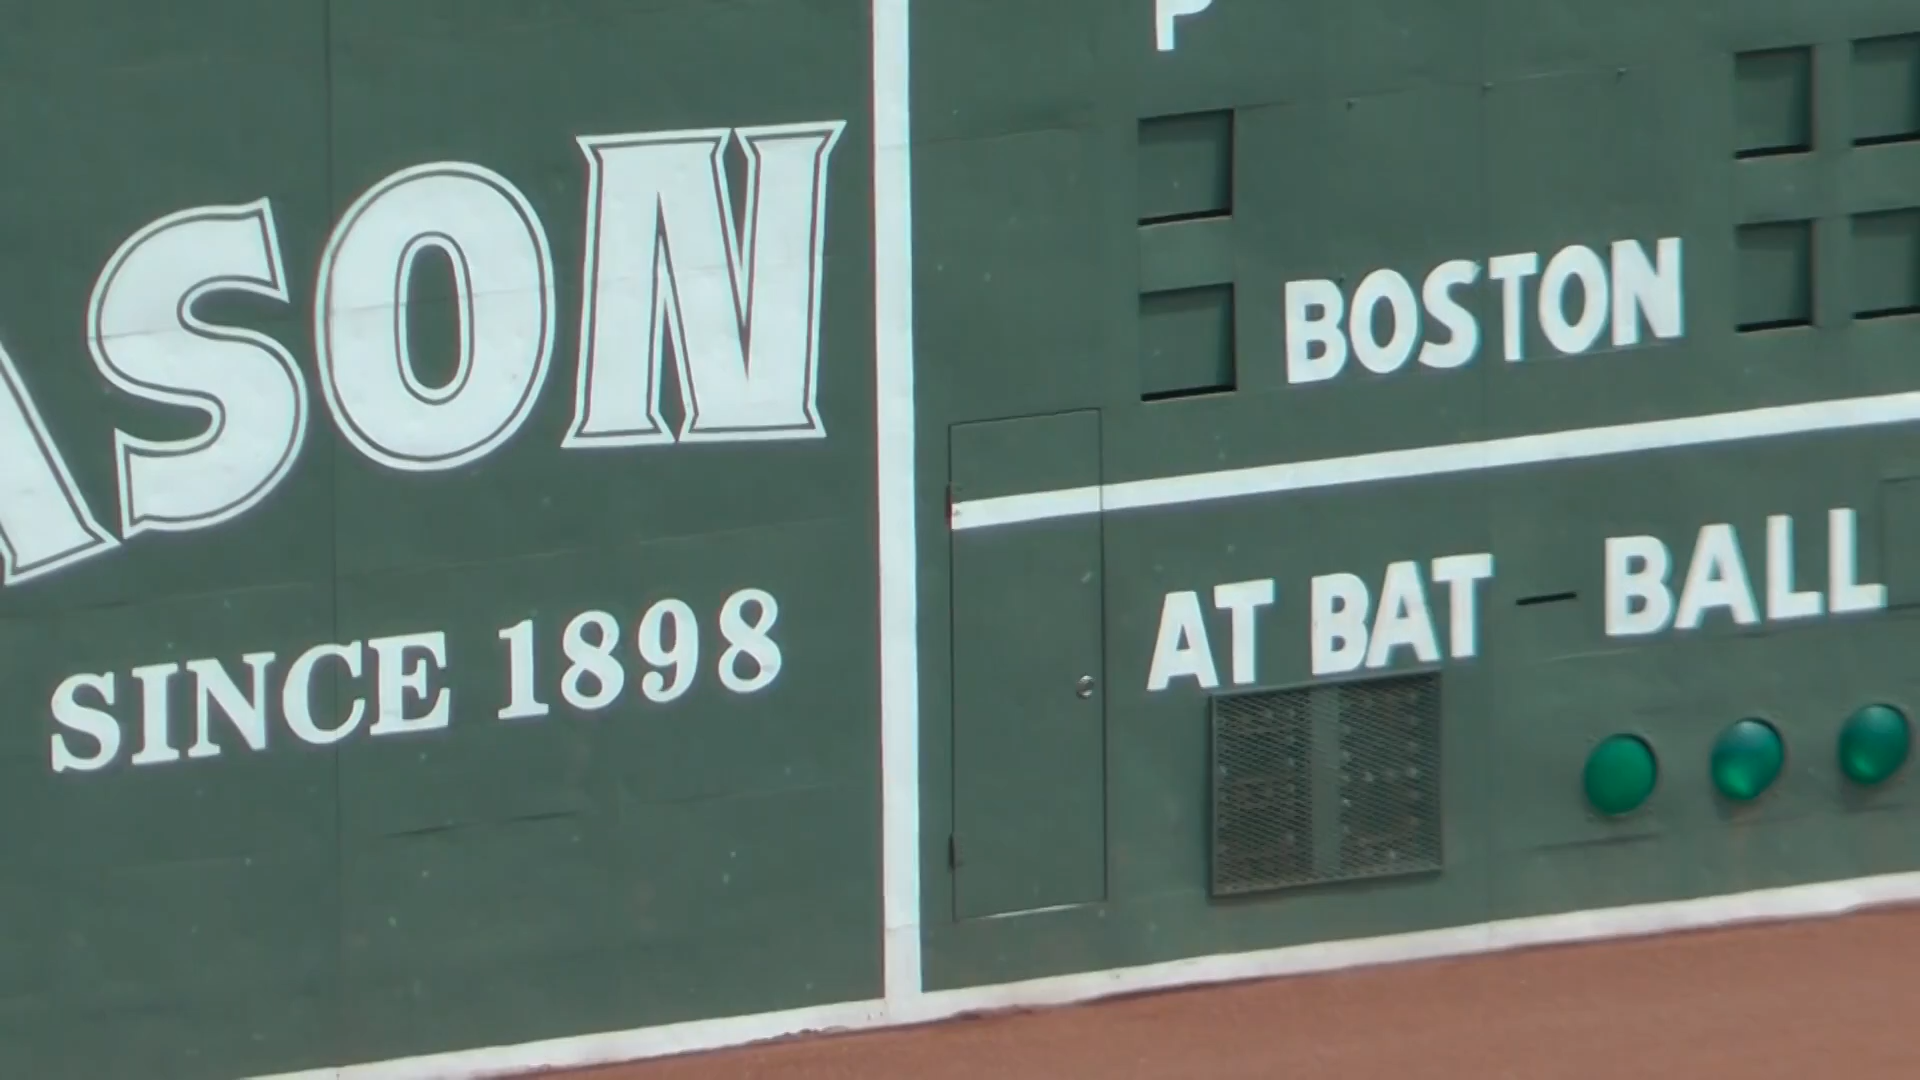 ASON
SINCE 1898
P
BOSTON
AT BAT - BALL